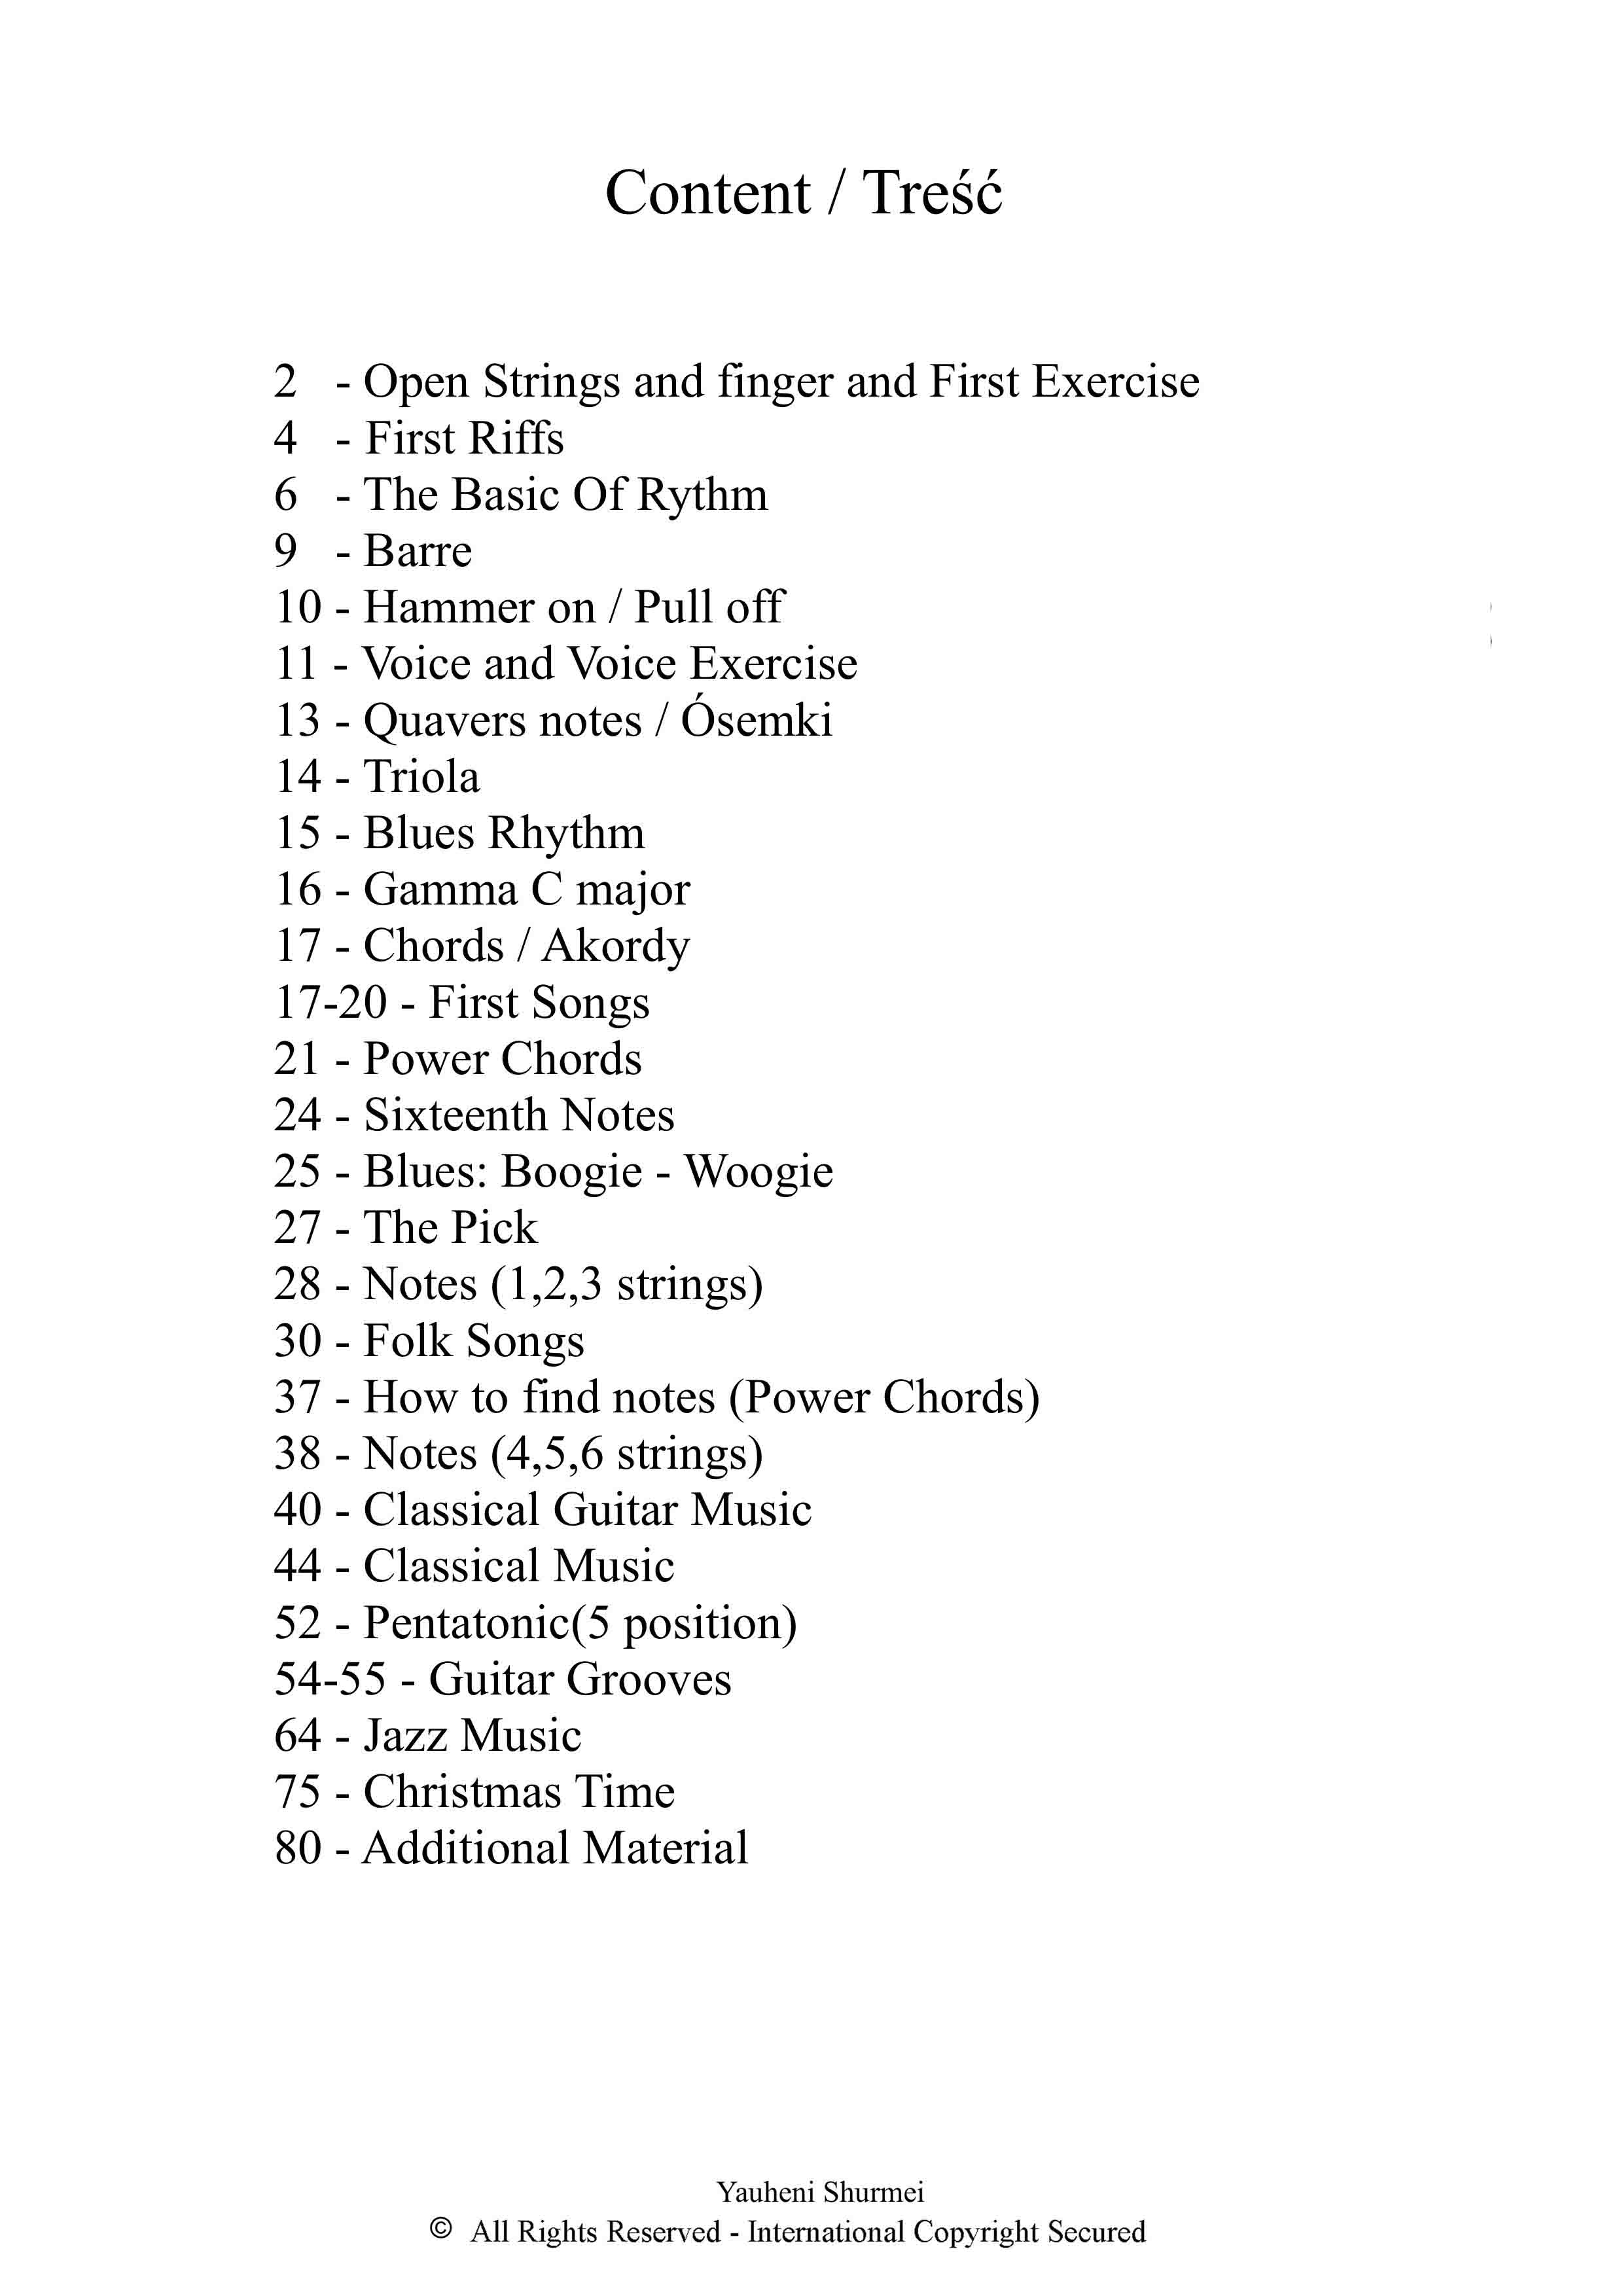 Content / Treść
2 - Open Strings and finger and First Exercise
4 - First Riffs
6 - The Basic Of Rythm
9 - Barre
10 - Hammer on / Pull off
11 - Voice and Voice Exercise
13 - Quavers notes / Ósemki
14 - Triola
15 - Blues Rhythm
16 - Gamma C major
17 - Chords / Akordy
17-20 - First Songs
21 - Power Chords
24 - Sixteenth Notes
25 - Blues: Boogie - Woogie
27 - The Pick
28 - Notes (1,2,3 strings)
30 - Folk Songs
37 - How to find notes (Power Chords)
38 - Notes (4,5,6 strings)
40 - Classical Guitar Music
44 - Classical Music
52 - Pentatonic(5 position)
54-55 - Guitar Grooves
64 - Jazz Music
75 - Christmas Time
80 - Additional Material
Yauheni Shurmei
© All Rights Reserved - International Copyright Secured